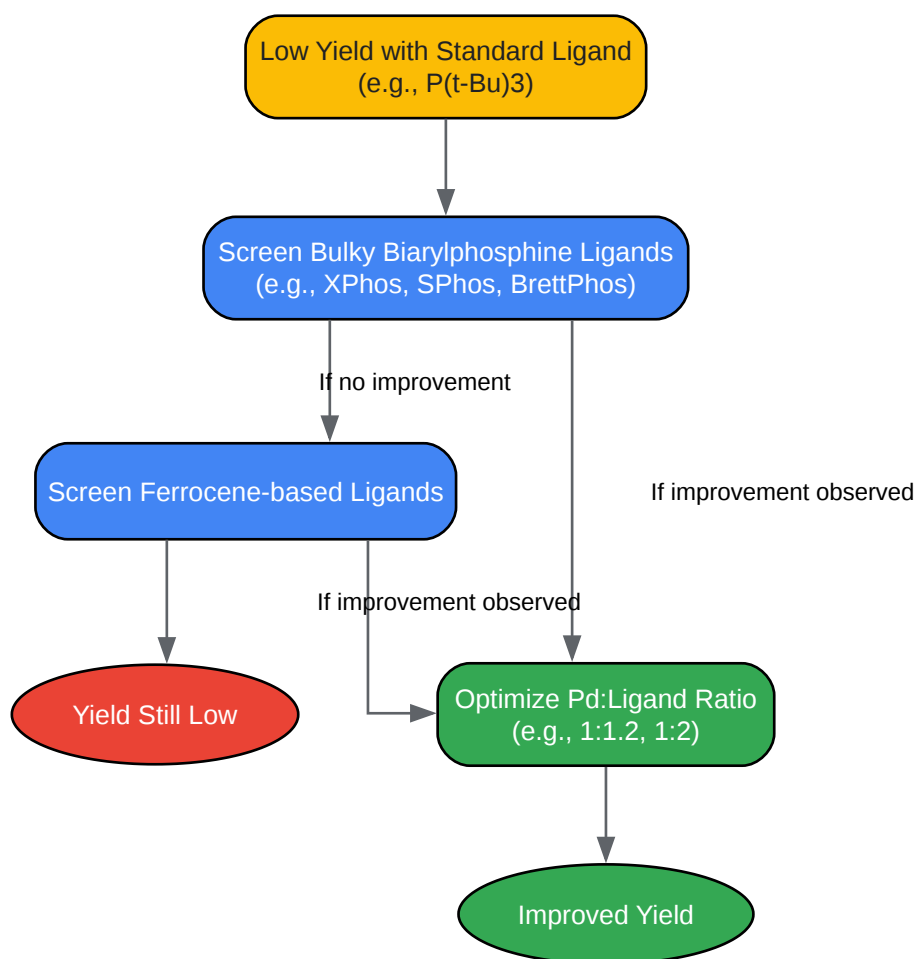 Low Yield with Standard Ligand
(e.g., P(t-Bu)3)
Screen Bulky Biarylphosphine Ligands
(e.g., XPhos, SPhos, BrettPhos)
If no improvement
Screen Ferrocene-based Ligands
If improvement observed
If improvement observed
Yield Still Low
Optimize Pd:Ligand Ratio
(e.g., 1:1.2, 1:2)
Improved Yield